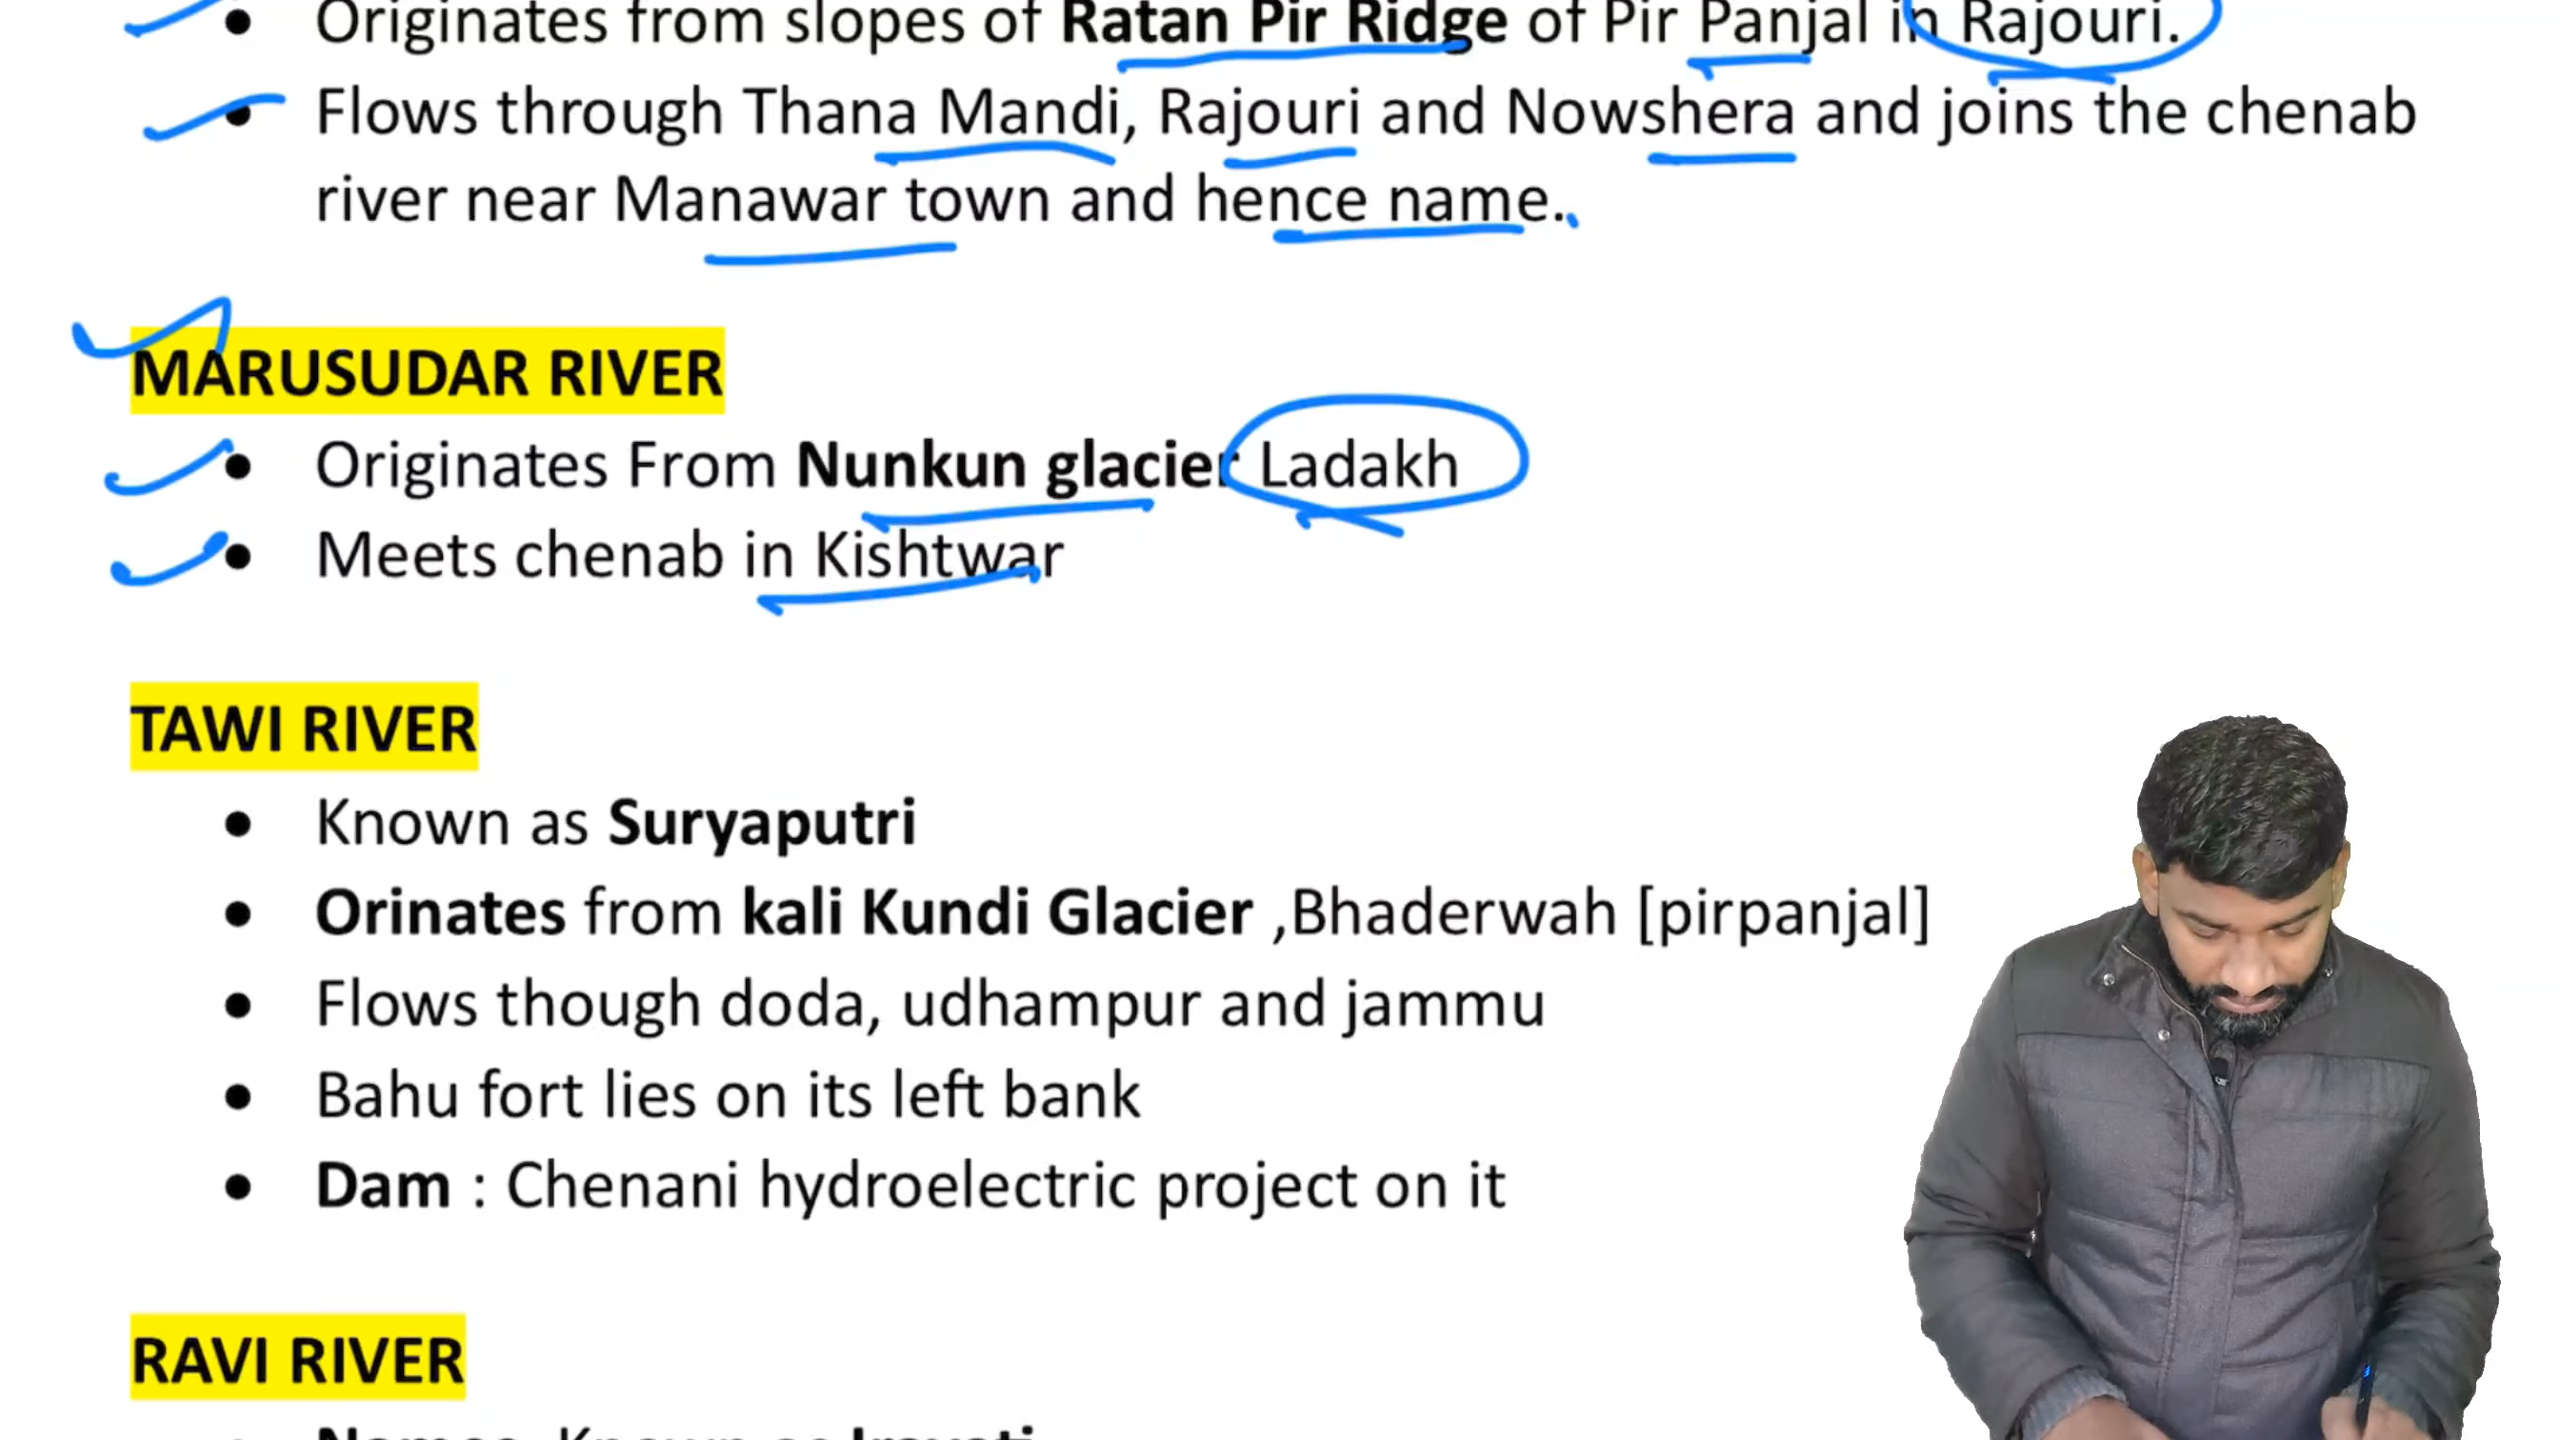 • Originates from slopes of Ratan Pir Ridge of Pir Panjal in Rajouri.
• Flows through Thana Mandi, Rajouri and Nowshera and joins the chenab
river near Manawar town and hence name..
MARUSUDAR RIVER
• Originates From Nunkun glacier Ladakh
• Meets chenab in Kishtwar
TAWI RIVER
• Known as Suryaputri
• Orinates from kali Kundi Glacier ,Bhaderwah [pirpanjal]
• Flows though doda, udhampur and jammu
• Bahu fort lies on its left bank
• Dam : Chenani hydroelectric project on it
RAVI RIVER
Known as Iravati